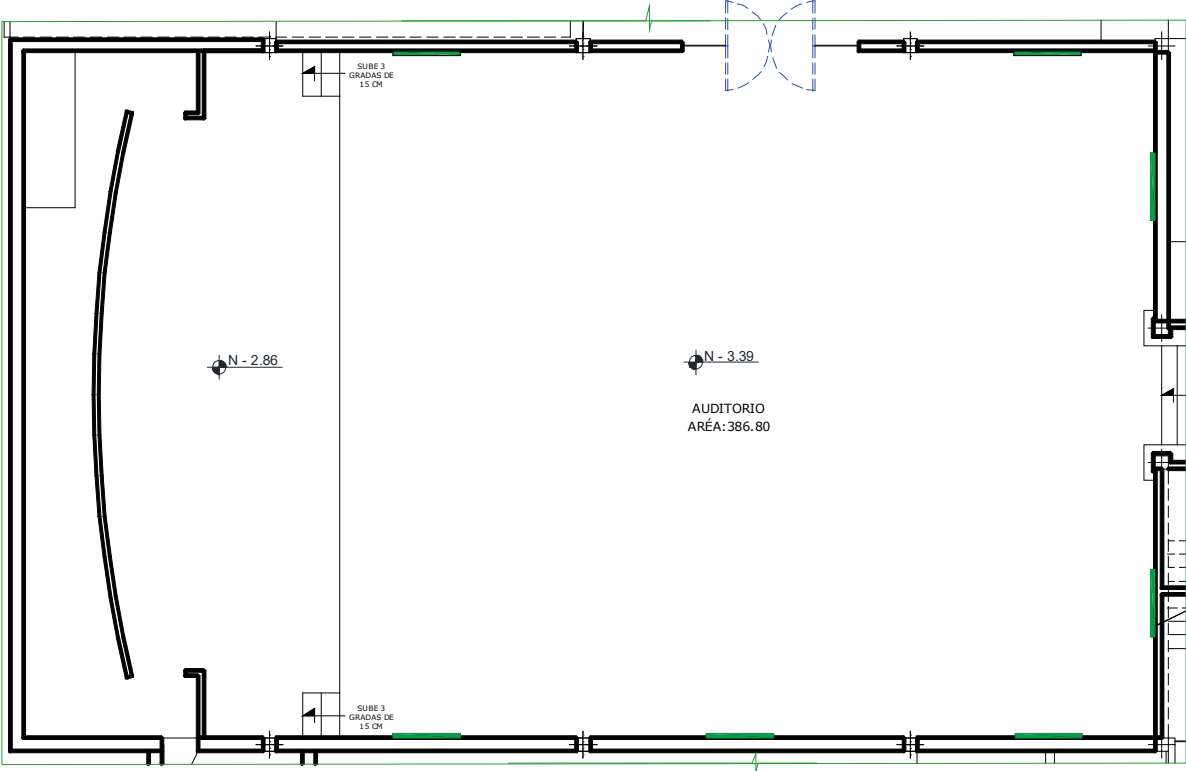 SUBE 3
GRADAS DE
15 CM
N - 2.86
N - 3.39
AUDITORIO
ARÉA:386.80
SUBE 3
GRADAS DE
15 CM